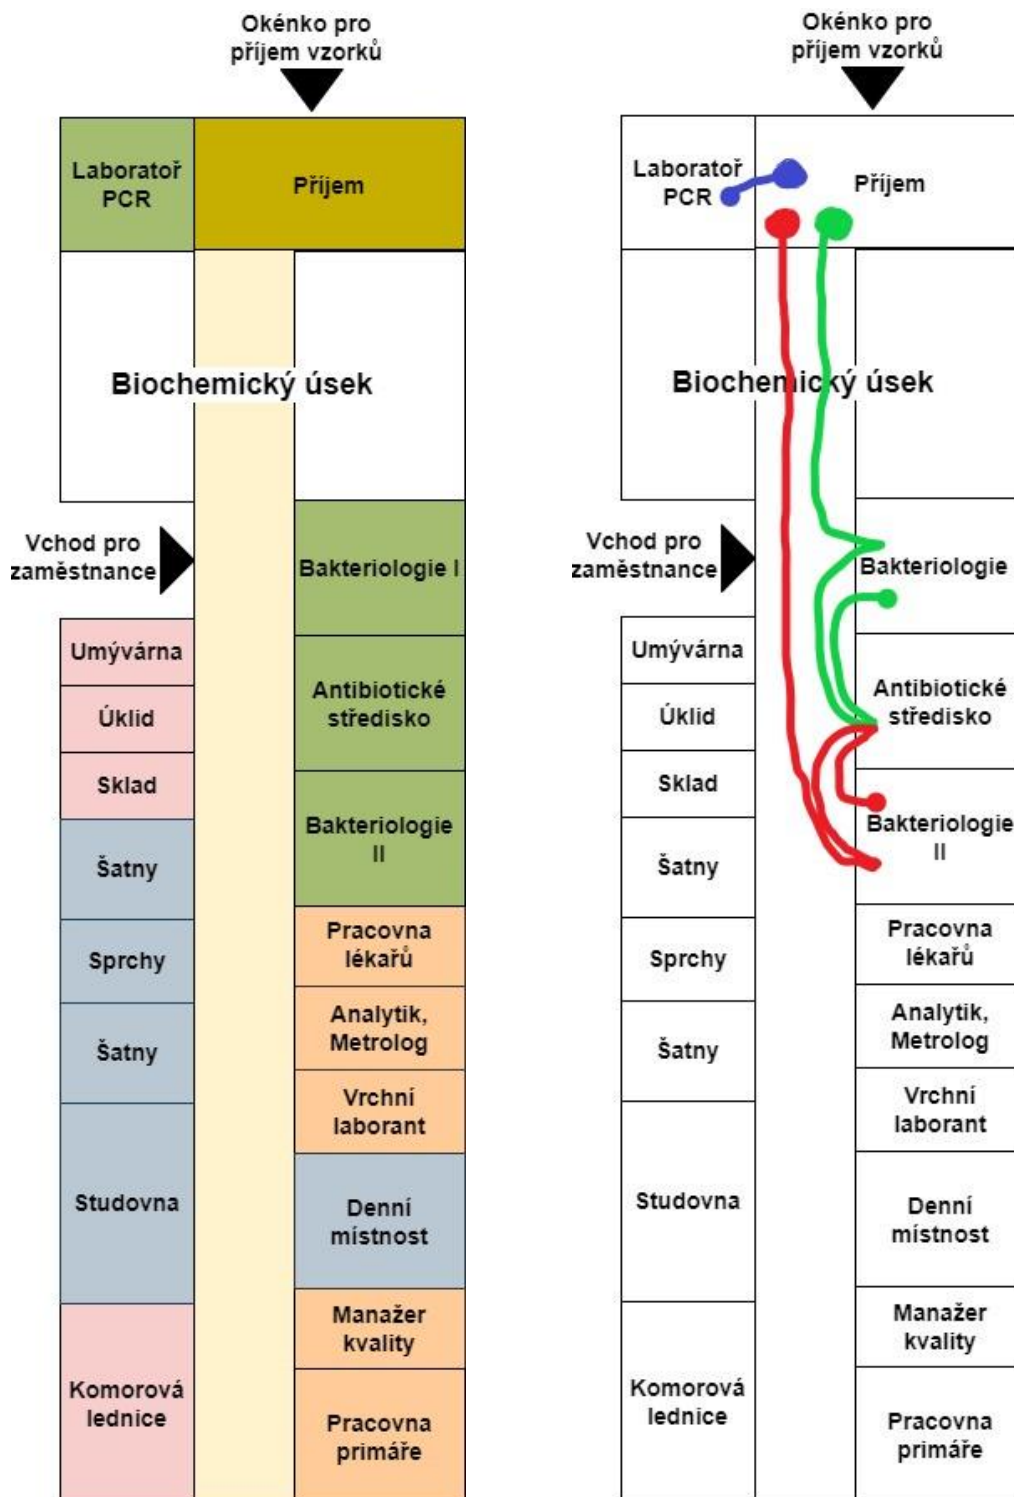 Okénko pro
příjem vzorků
Laboratoř
PCR
Příjem
Biochemický úsek
Vchod pro
zaměstnance
Bakteriologie I
Umývárna
Úklid
Sklad
Antibiotické
středisko
Šatny
Bakteriologie
II
Sprchy
Pracovna
lékařů
Šatny
Analytik,
Metrolog
Vrchní
laborant
Studovna
Denní
místnost
Komorová
lednice
Manažer
kvality
Pracovna
primáře
Okénko pro
příjem vzorků
Laboratoř
PCR
Příjem
Biochemický úsek
Vchod pro
zaměstnance
Bakteriologie
Umývárna
Úklid
Sklad
Antibiotické
středisko
Šatny
Bakteriologie
II
Sprchy
Pracovna
lékařů
Šatny
Analytik,
Metrolog
Vrchní
laborant
Studovna
Denní
místnost
Komorová
lednice
Manažer
kvality
Pracovna
primáře